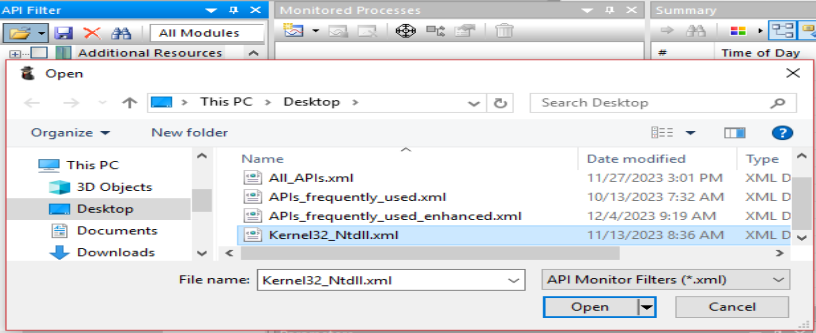 API Filter
Monitored Processes
Summary
All Modules
# Time of Day
Additional Resources
Open
This PC > Desktop >
Search Desktop
Organize
New folder
Name Date modified Type
This PC
3D Objects
Desktop
Documents
Downloads
All_APIs.xml 11/27/2023 3:01 PM XML D
APIs_frequently_used.xml 10/13/2023 7:32 AM XML D
APIs_frequently_used_enhanced.xml 12/4/2023 9:19 AM XML D
Kernel32_Ntdll.xml 11/13/2023 8:36 AM XML D
File name: Kernel32_Ntdll.xml API Monitor Filters (*.xml)
Open Cancel